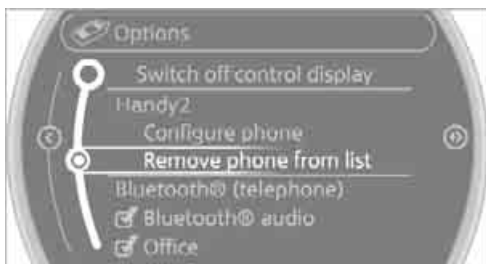 Options
Switch off control display
Handy2
Configure phone
Remove phone from list
Bluetooth® (telephone)
Bluetooth® audio
Office